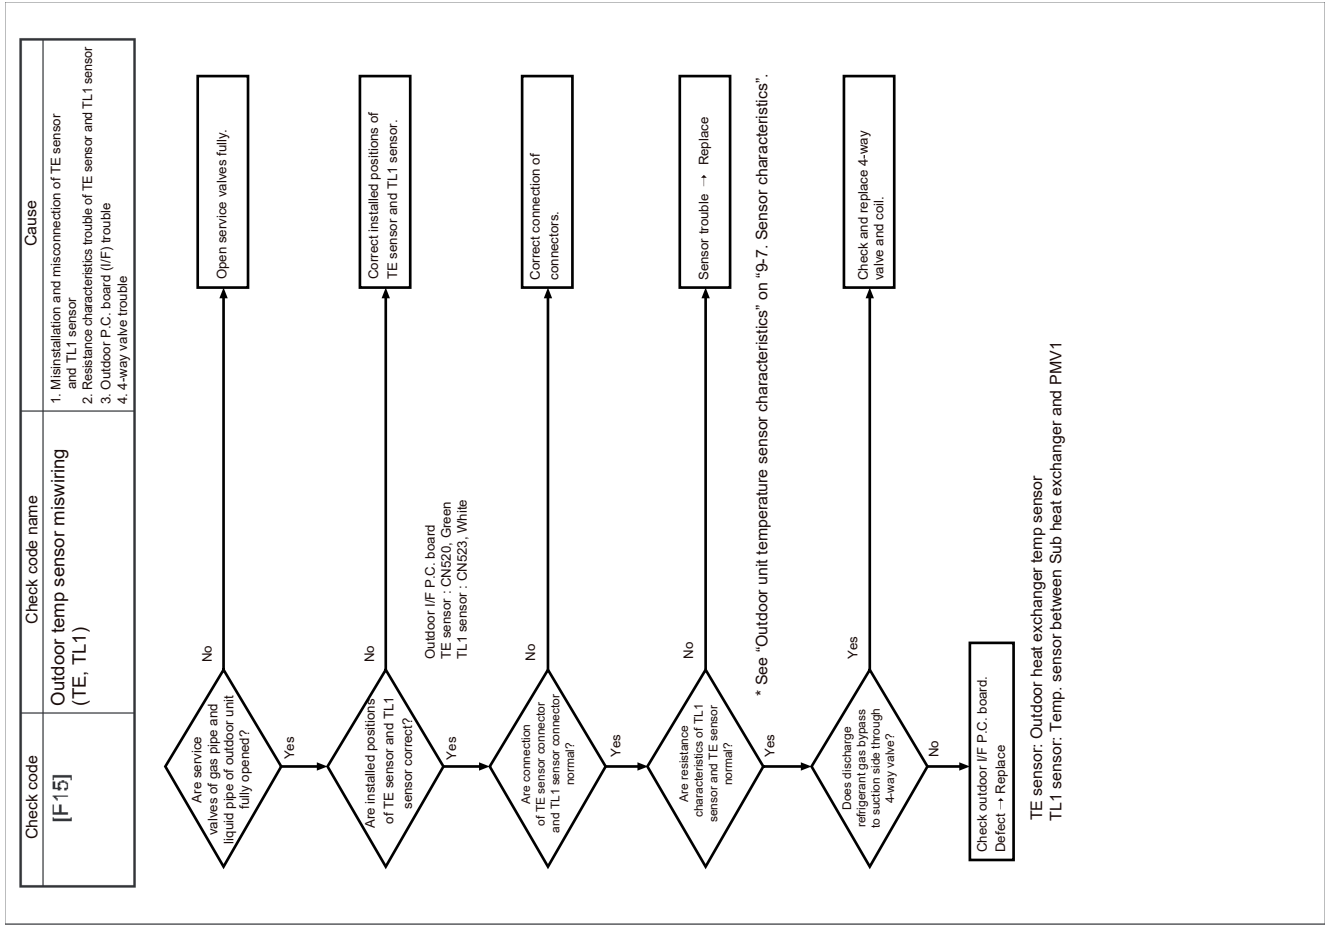 Check code
Check code name
Cause
[F15]
Outdoor temp sensor miswiring
(TE, TL1)
1. Misinstallation and misconnection of TE sensor
and TL1 sensor
2. Resistance characteristics trouble of TE sensor and TL1 sensor
3. Outdoor P.C. board (I/F) trouble
4. 4-way valve trouble
Are service
valves of gas pipe and
liquid pipe of outdoor unit
fully opened?
No
Open service valves fully.
Yes
Are installed positions
of TE sensor and TL1
sensor correct?
No
Correct installed positions of
TE sensor and TL1 sensor.
Yes
Outdoor I/F P.C. board
TE sensor : CN520, Green
TL1 sensor : CN523, White
Are connection
of TE sensor connector
and TL1 sensor connector
normal?
No
Correct connection of
connectors.
Yes
Are resistance
characteristics of TL1
sensor and TE sensor
normal?
No
Sensor trouble → Replace
Yes
* See “Outdoor unit temperature sensor characteristics” on “9-7. Sensor characteristics”.
Does discharge
refrigerant gas bypass
to suction side through
4-way valve?
Yes
Check and replace 4-way
valve and coil.
No
Check outdoor I/F P.C. board.
Defect → Replace
TE sensor: Outdoor heat exchanger temp sensor
TL1 sensor: Temp. sensor between Sub heat exchanger and PMV1